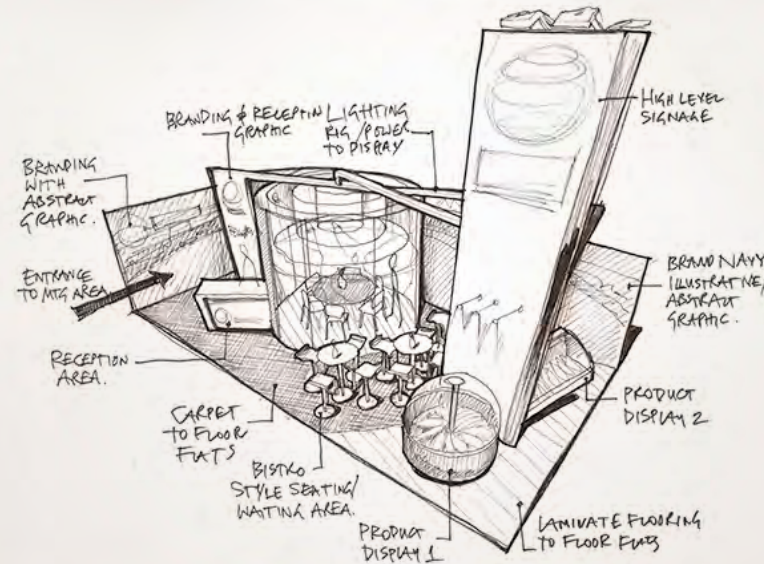 BRANDING & RECEPTION
GRAPHIC
LIGHTING
RIG/POWER
TO DISPLAY
HIGH LEVEL
SIGNAGE
BRANDING
WITH
ABSTRACT
GRAPHIC.
ENTRANCE
TO MTG AREA
BRAND NAVY
ILLUSTRATIVE/
ABSTRACT
GRAPHIC.
RECEPTION
AREA.
PRODUCT
DISPLAY 2
CARPET
TO FLOOR
FLATS
BISTRO
STYLE SEATING/
WAITING AREA.
PRODUCT
DISPLAY 1
LAMINATE FLOORING
TO FLOOR FLATS